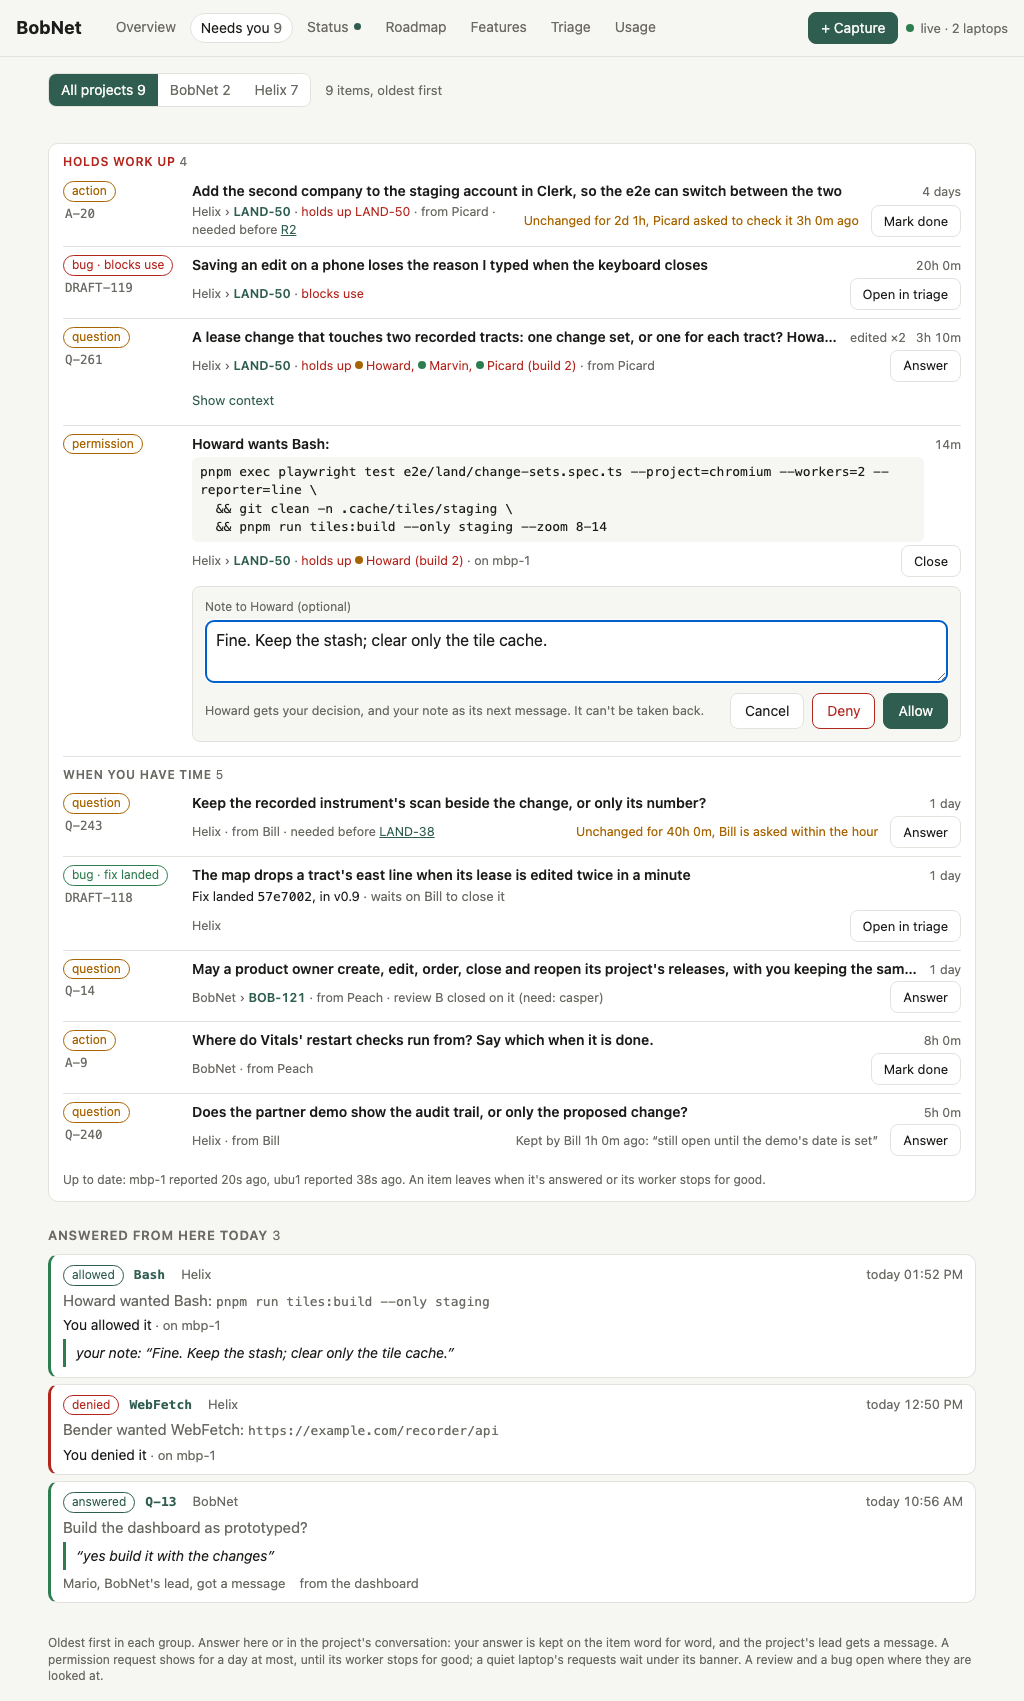 BobNet
Overview
Needs you 9
Status
Roadmap
Features
Triage
Usage
+ Capture
live · 2 laptops
All projects 9
BobNet 2
Helix 7
9 items, oldest first
HOLDS WORK UP 4
action
A-20
Add the second company to the staging account in Clerk, so the e2e can switch between the two
4 days
Helix › LAND-50 · holds up LAND-50 · from Picard ·
needed before R2
Unchanged for 2d 1h, Picard asked to check it 3h 0m ago
Mark done
bug · blocks use
DRAFT-119
Saving an edit on a phone loses the reason I typed when the keyboard closes
20h 0m
Helix › LAND-50 · blocks use
Open in triage
question
Q-261
A lease change that touches two recorded tracts: one change set, or one for each tract? Howa...
edited ×2 3h 10m
Helix › LAND-50 · holds up Howard, Marvin, Picard (build 2) · from Picard
Answer
Show context
permission
Howard wants Bash:
14m
pnpm exec playwright test e2e/land/change-sets.spec.ts --project=chromium --workers=2 --
reporter=line \
&& git clean -n .cache/tiles/staging \
&& pnpm run tiles:build --only staging --zoom 8-14
Helix › LAND-50 · holds up Howard (build 2) · on mbp-1
Close
Note to Howard (optional)
Fine. Keep the stash; clear only the tile cache.
Howard gets your decision, and your note as its next message. It can't be taken back.
Cancel
Deny
Allow
WHEN YOU HAVE TIME 5
question
Q-243
Keep the recorded instrument's scan beside the change, or only its number?
1 day
Helix · from Bill · needed before LAND-38
Unchanged for 40h 0m, Bill is asked within the hour
Answer
bug · fix landed
DRAFT-118
The map drops a tract's east line when its lease is edited twice in a minute
1 day
Fix landed 57e7002, in v0.9 · waits on Bill to close it
Helix
Open in triage
question
Q-14
May a product owner create, edit, order, close and reopen its project's releases, with you keeping the sam...
1 day
BobNet › BOB-121 · from Peach · review B closed on it (need: casper)
Answer
action
A-9
Where do Vitals' restart checks run from? Say which when it is done.
8h 0m
BobNet · from Peach
Mark done
question
Q-240
Does the partner demo show the audit trail, or only the proposed change?
5h 0m
Helix · from Bill
Kept by Bill 1h 0m ago: “still open until the demo's date is set”
Answer
Up to date: mbp-1 reported 20s ago, ubu1 reported 38s ago. An item leaves when it's answered or its worker stops for good.
ANSWERED FROM HERE TODAY 3
allowed Bash Helix
today 01:52 PM
Howard wanted Bash: pnpm run tiles:build --only staging
You allowed it · on mbp-1
your note: “Fine. Keep the stash; clear only the tile cache.”
denied WebFetch Helix
today 12:50 PM
Bender wanted WebFetch: https://example.com/recorder/api
You denied it · on mbp-1
answered Q-13 BobNet
today 10:56 AM
Build the dashboard as prototyped?
“yes build it with the changes”
Mario, BobNet's lead, got a message from the dashboard
Oldest first in each group. Answer here or in the project's conversation: your answer is kept on the item word for word, and the project's lead gets a message. A
permission request shows for a day at most, until its worker stops for good; a quiet laptop's requests wait under its banner. A review and a bug open where they are
looked at.